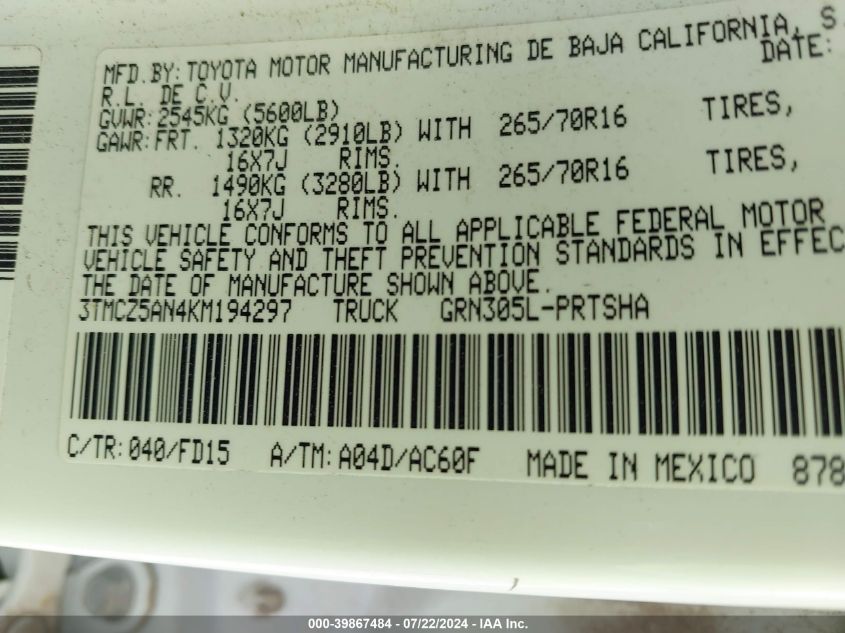 MFD.BY:TOYOTA MOTOR MANUFACTURING DE BAJA CALIFORNIA, S.
R.L. DE C.V. DATE:
GVWR:2545KG (5600LB)
GAWR:FRT. 1320KG (2910LB) WITH 265/70R16 TIRES,
16X7J RIMS.
RR. 1490KG (3280LB) WITH 265/70R16 TIRES,
16X7J RIMS.
THIS VEHICLE CONFORMS TO ALL APPLICABLE FEDERAL MOTOR
VEHICLE SAFETY AND THEFT PREVENTION STANDARDS IN EFFEC
THE DATE OF MANUFACTURE SHOWN ABOVE.
3TMCZ5AN4KM194297 TRUCK GRN305L-PRTSHA
C/TR:040/FD15 A/TM:A04D/AC60F MADE IN MEXICO 878
000-39867484 - 07/22/2024 - IAA Inc.